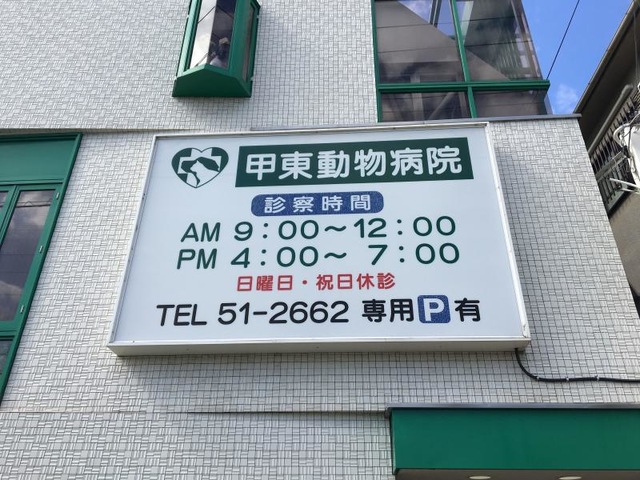 甲東動物病院
診察時間
AM 9:00~12:00
PM 4:00~ 7:00
日曜日・祝日休診
TEL 51-2662 専用P有